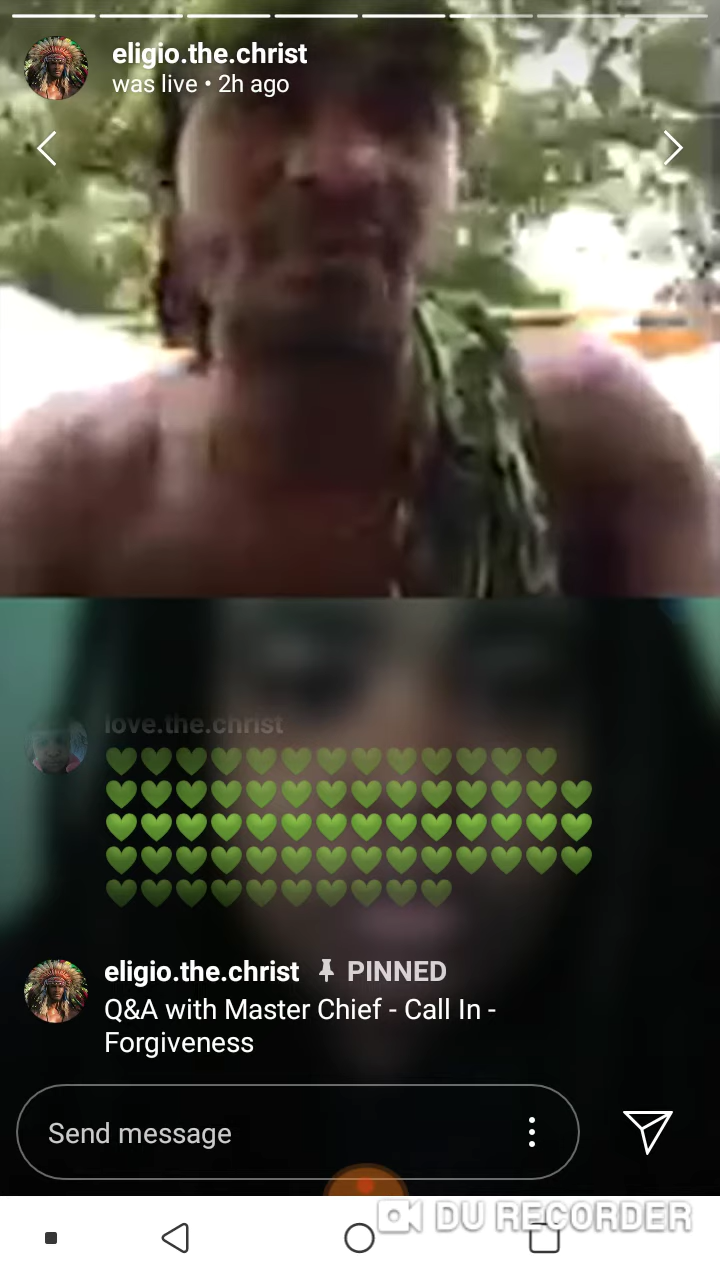 eligio.the.christ
was live • 2h ago
love.the.christ
💚💚💚💚💚💚💚💚💚💚💚💚💚
💚💚💚💚💚💚💚💚💚💚💚💚💚💚
💚💚💚💚💚💚💚💚💚💚💚💚💚💚
💚💚💚💚💚💚💚💚💚💚💚💚💚💚
💚💚💚💚💚💚💚💚💚💚
eligio.the.christ 📌 PINNED
Q&A with Master Chief - Call In -
Forgiveness
Send message
DU RECORDER